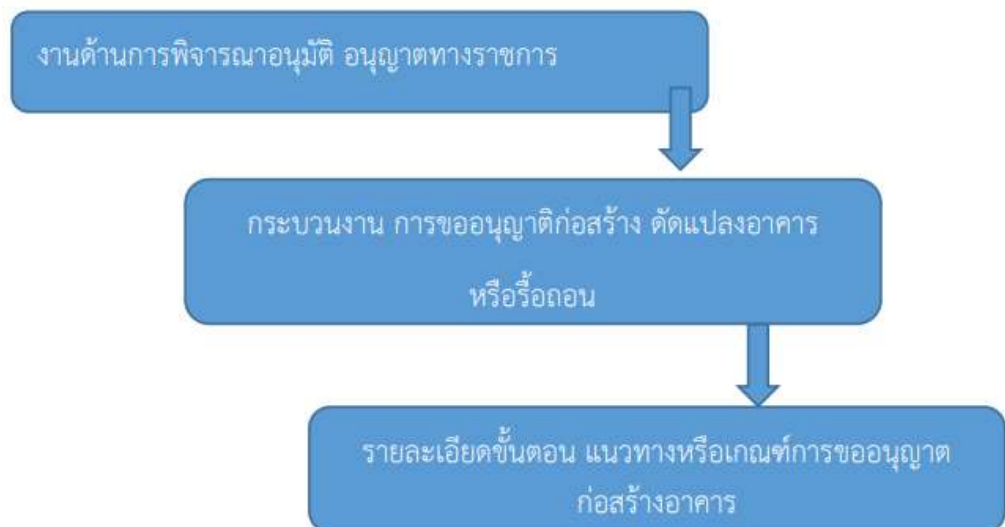 งานด้านการพิจารณาอนุมัติ อนุญาตทางราชการ
กระบวนงาน การขออนุญาติก่อสร้าง ดัดแปลงอาคาร
หรือรื้อถอน
รายละเอียดขั้นตอน แนวทางหรือเกณฑ์การขออนุญาต
ก่อสร้างอาคาร